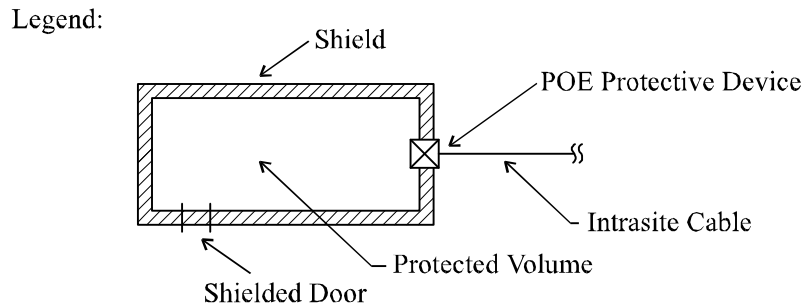 Legend:
Shield
POE Protective Device
Intrasite Cable
Protected Volume
Shielded Door